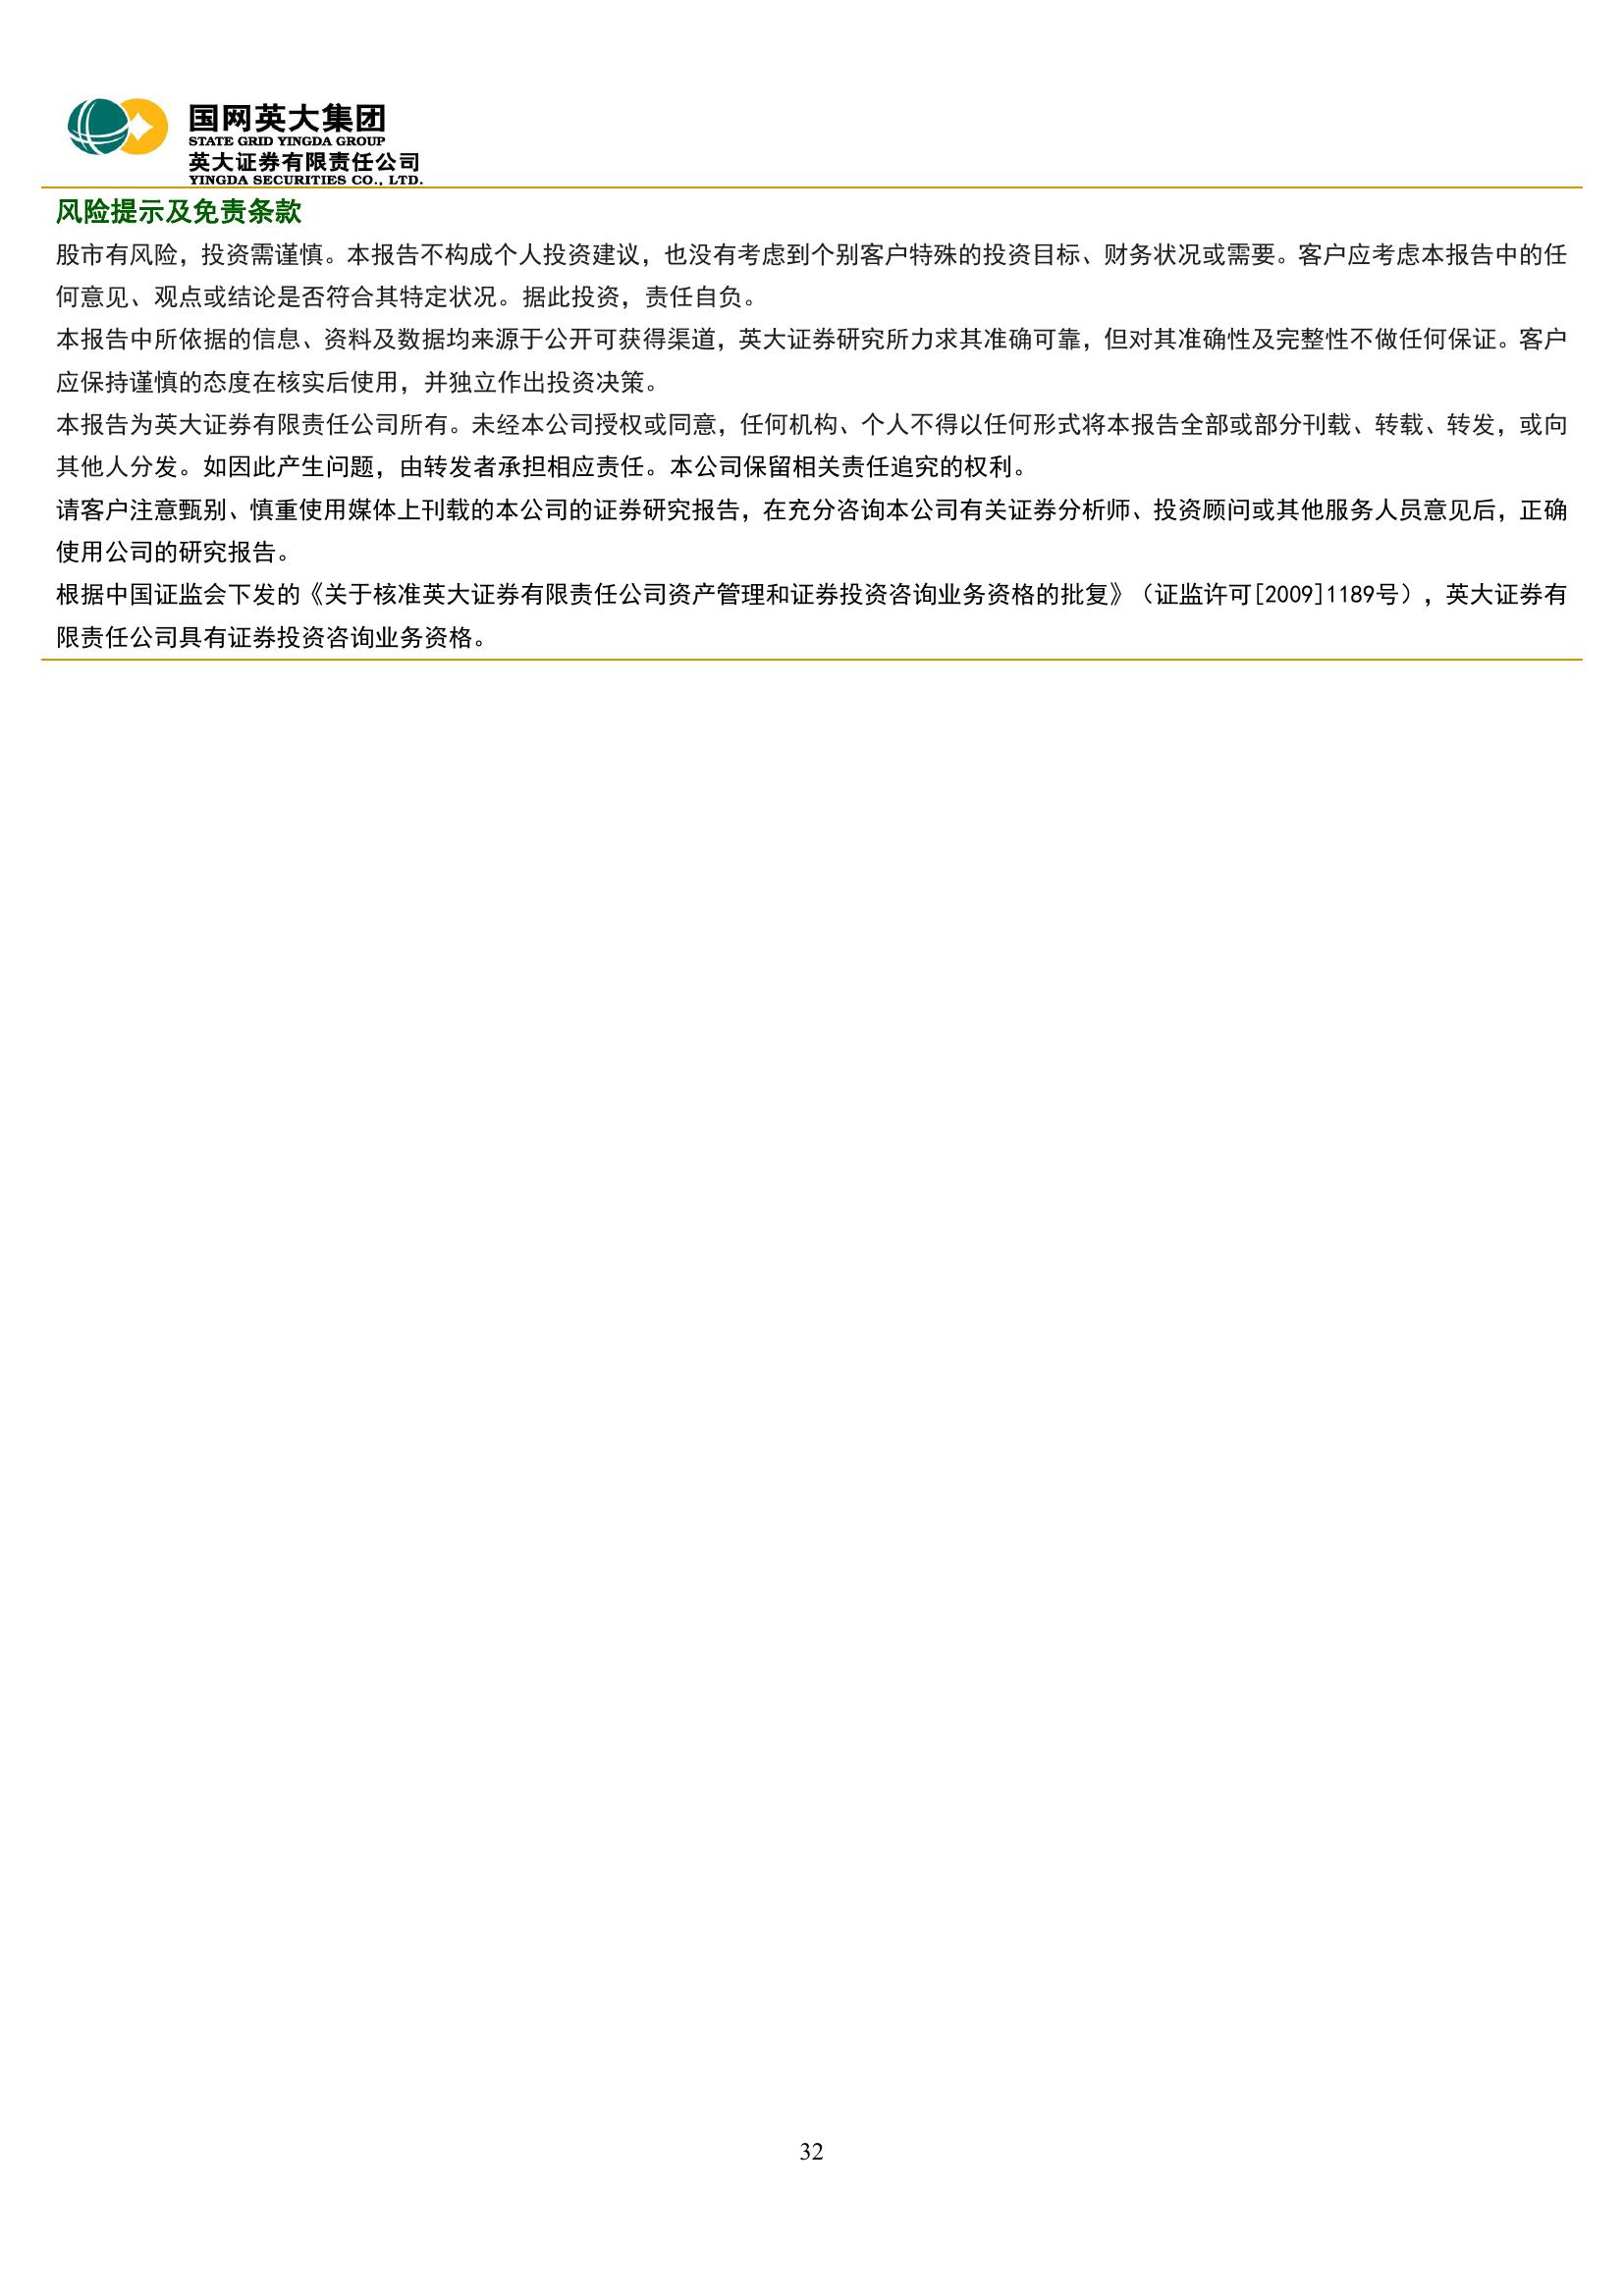 国网英大集团
STATE GRID YINGDA GROUP
英大证券有限责任公司
YINGDA SECURITIES CO., LTD.
风险提示及免责条款
股市有风险，投资需谨慎。本报告不构成个人投资建议，也没有考虑到个别客户特殊的投资目标、财务状况或需要。客户应考虑本报告中的任
何意见、观点或结论是否符合其特定状况。据此投资，责任自负。
本报告中所依据的信息、资料及数据均来源于公开可获得渠道，英大证券研究所力求其准确可靠，但对其准确性及完整性不做任何保证。客户
应保持谨慎的态度在核实后使用，并独立作出投资决策。
本报告为英大证券有限责任公司所有。未经本公司授权或同意，任何机构、个人不得以任何形式将本报告全部或部分刊载、转载、转发，或向
其他人分发。如因此产生问题，由转发者承担相应责任。本公司保留相关责任追究的权利。
请客户注意甄别、慎重使用媒体上刊载的本公司的证券研究报告，在充分咨询本公司有关证券分析师、投资顾问或其他服务人员意见后，正确
使用公司的研究报告。
根据中国证监会下发的《关于核准英大证券有限责任公司资产管理和证券投资咨询业务资格的批复》（证监许可[2009]1189号），英大证券有
限责任公司具有证券投资咨询业务资格。
32